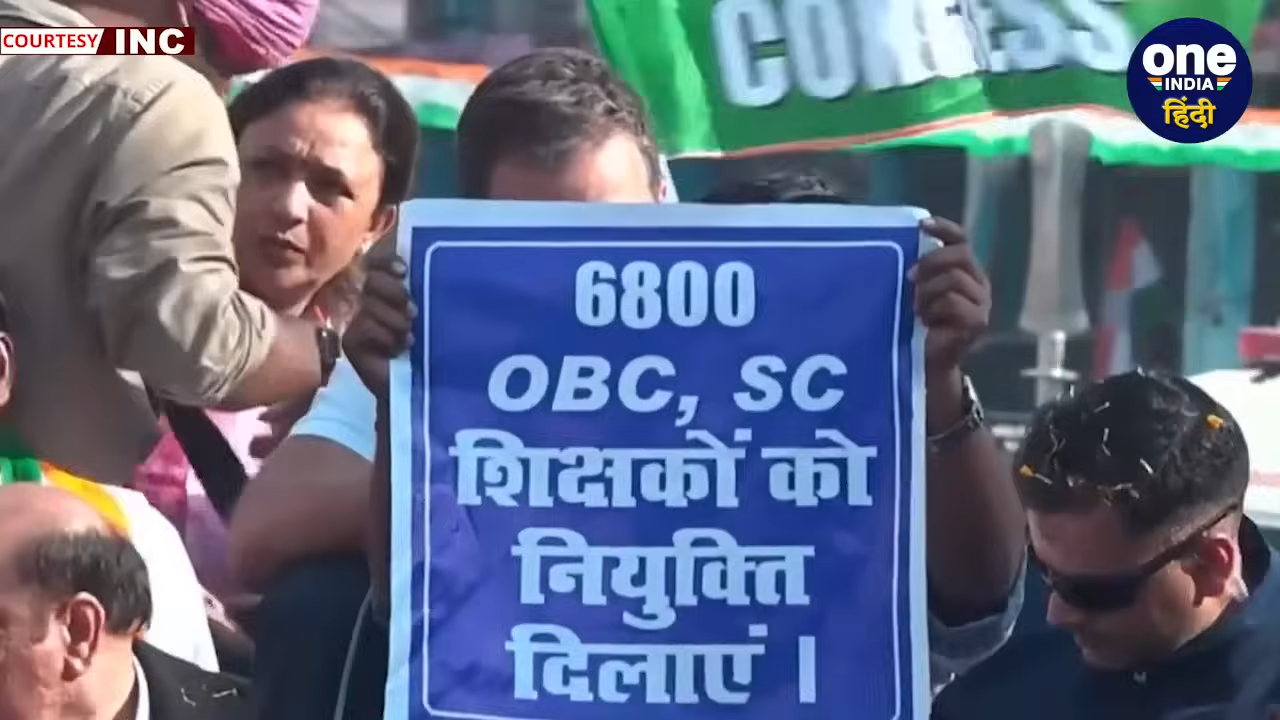 COURTESY INC
CONGRESS
one
INDIA
हिंदी
6800
OBC, SC
शिक्षकों को
नियुक्ति
दिलाएं ।